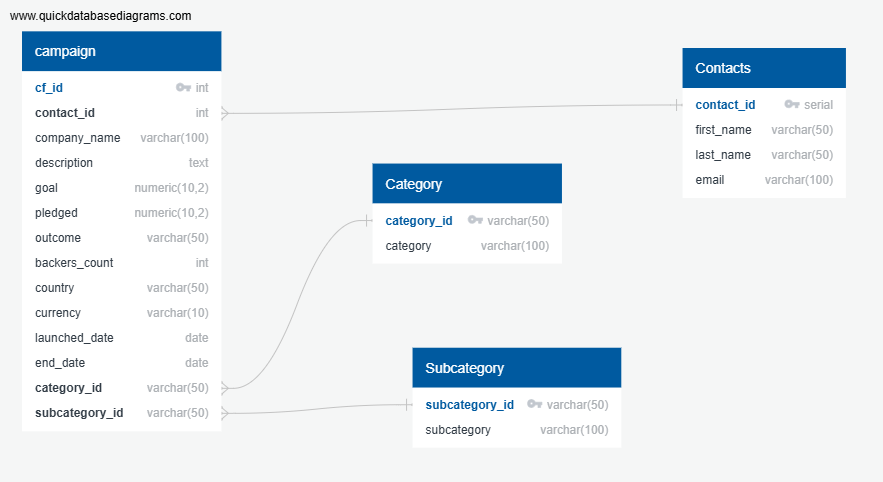 www.quickdatabasediagrams.com
campaign
cf_id int
contact_id int
company_name varchar(100)
description text
goal numeric(10,2)
pledged numeric(10,2)
outcome varchar(50)
backers_count int
country varchar(50)
currency varchar(10)
launched_date date
end_date date
category_id varchar(50)
subcategory_id varchar(50)
Contacts
contact_id serial
first_name varchar(50)
last_name varchar(50)
email varchar(100)
Category
category_id varchar(50)
category varchar(100)
Subcategory
subcategory_id varchar(50)
subcategory varchar(100)